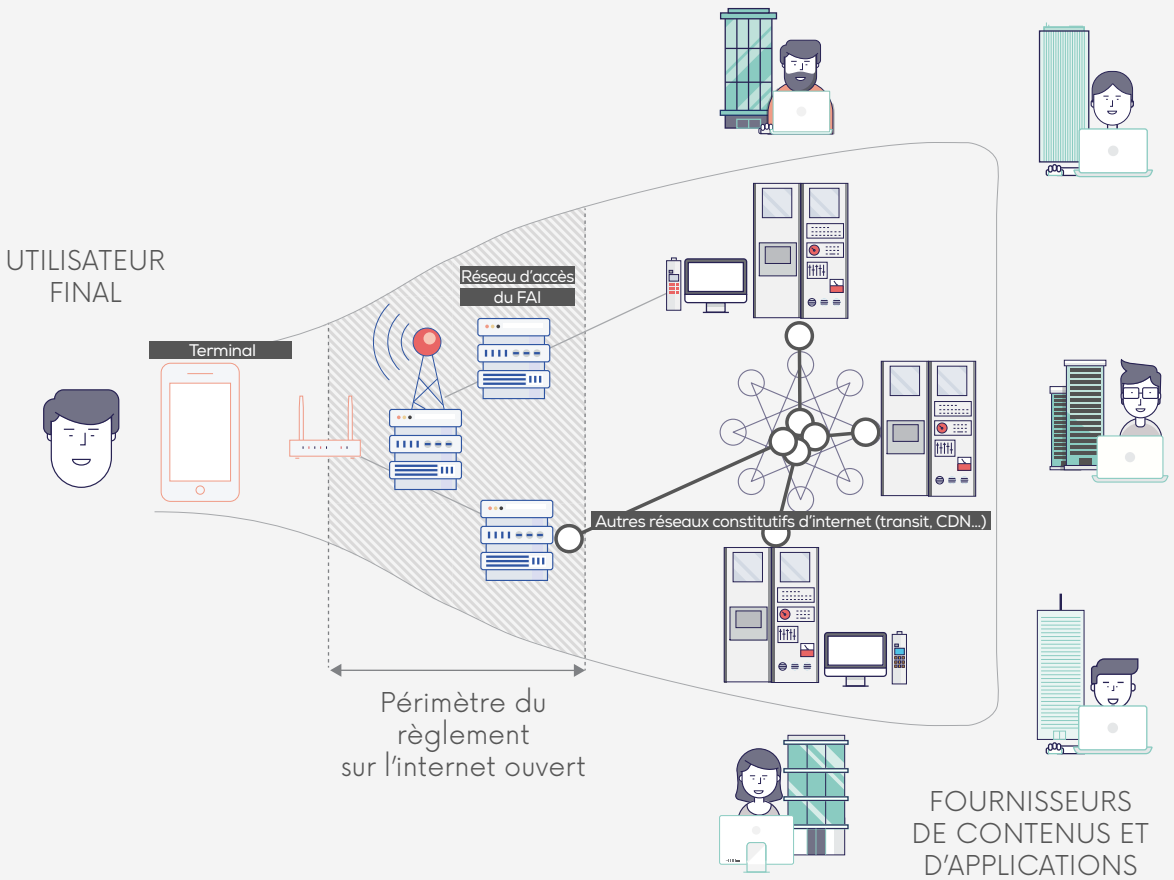 UTILISATEUR
FINAL
Terminal
Réseau d'accès
du FAI
Autres réseaux constitutifs d'internet (transit, CDN...)
Périmètre du
règlement
sur l'internet ouvert
FOURNISSEURS
DE CONTENUS ET
D'APPLICATIONS